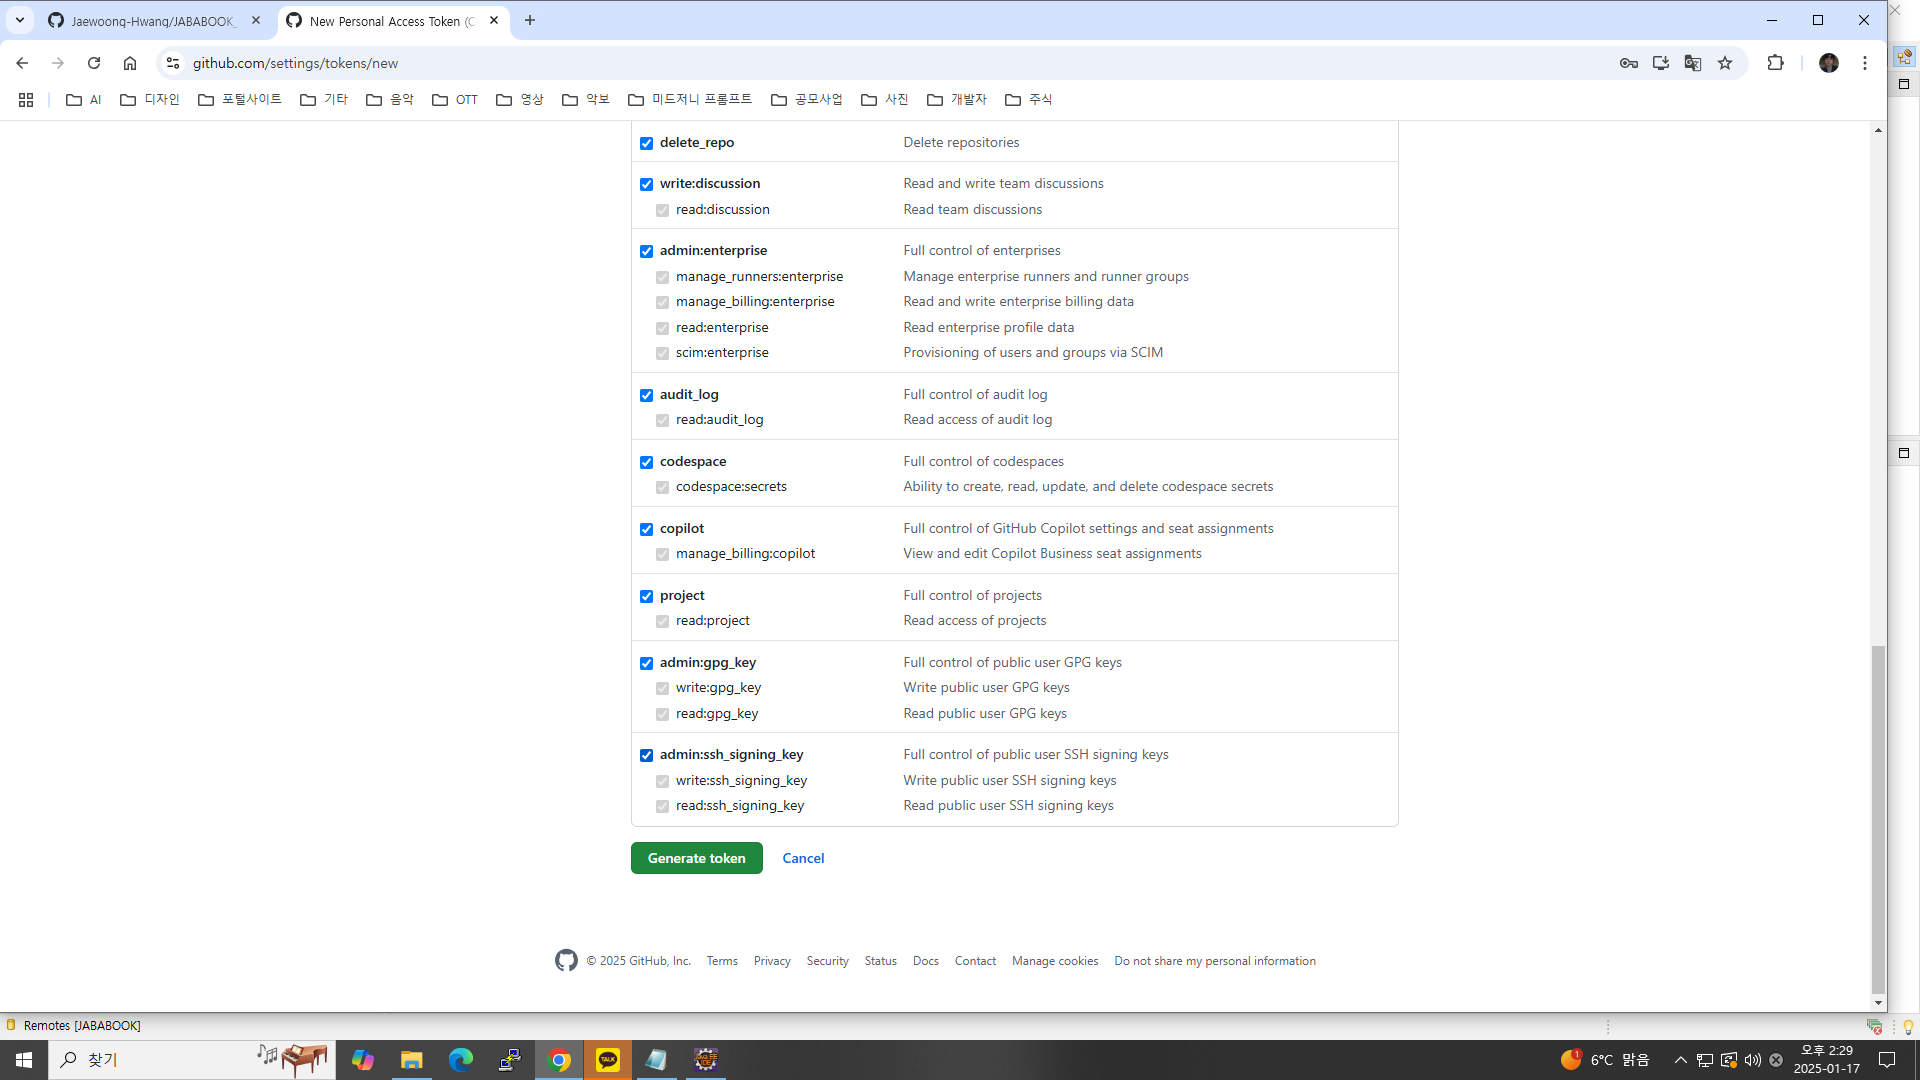 Jaewoong-Hwang/JABABOOK_
New Personal Access Token (C
github.com/settings/tokens/new
AI
디자인
포털사이트
기타
음악
OTT
영상
악보
미드저니 프롬프트
공모사업
사진
개발자
주식
delete_repo Delete repositories
write:discussion Read and write team discussions
read:discussion Read team discussions
admin:enterprise Full control of enterprises
manage_runners:enterprise Manage enterprise runners and runner groups
manage_billing:enterprise Read and write enterprise billing data
read:enterprise Read enterprise profile data
scim:enterprise Provisioning of users and groups via SCIM
audit_log Full control of audit log
read:audit_log Read access of audit log
codespace Full control of codespaces
codespace:secrets Ability to create, read, update, and delete codespace secrets
copilot Full control of GitHub Copilot settings and seat assignments
manage_billing:copilot View and edit Copilot Business seat assignments
project Full control of projects
read:project Read access of projects
admin:gpg_key Full control of public user GPG keys
write:gpg_key Write public user GPG keys
read:gpg_key Read public user GPG keys
admin:ssh_signing_key Full control of public user SSH signing keys
write:ssh_signing_key Write public user SSH signing keys
read:ssh_signing_key Read public user SSH signing keys
Generate token Cancel
© 2025 GitHub, Inc. Terms Privacy Security Status Docs Contact Manage cookies Do not share my personal information
Remotes [JABABOOK]
찾기
TALK
1
6°C 맑음
오후 2:29
2025-01-17